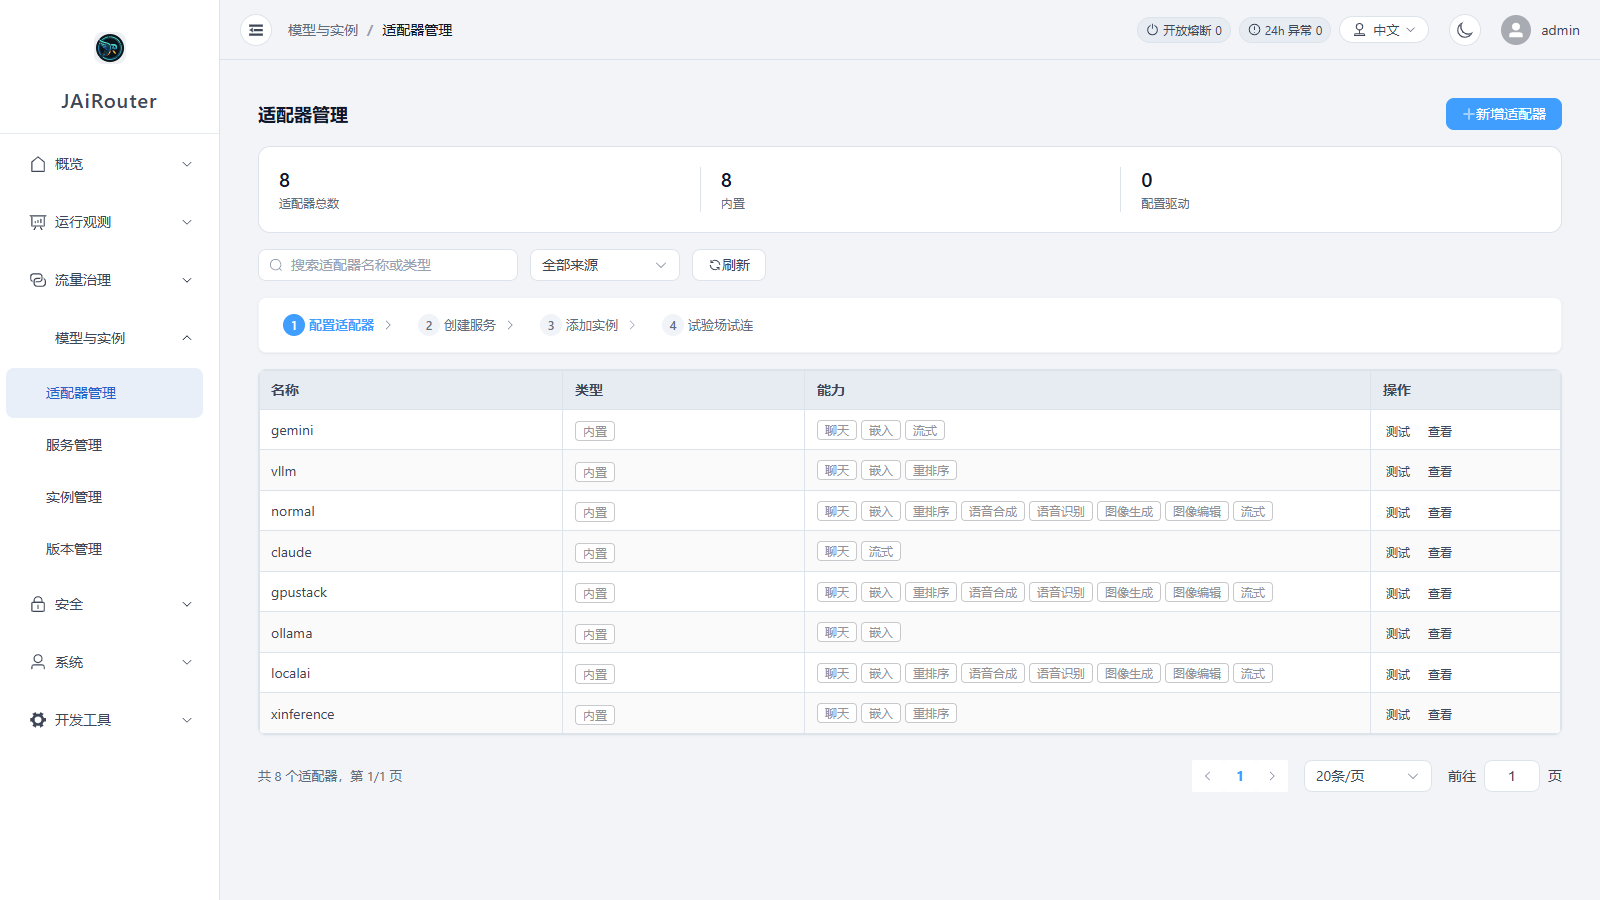 JAiRouter
概览
运行观测
流量治理
模型与实例
适配器管理
服务管理
实例管理
版本管理
安全
系统
开发工具
模型与实例 / 适配器管理
开放熔断 0
24h 异常 0
中文
admin
适配器管理
新增适配器
8
适配器总数
8
内置
0
配置驱动
搜索适配器名称或类型
全部来源
刷新
1 配置适配器
2 创建服务
3 添加实例
4 试验场试连
名称 类型 能力 操作
gemini 内置 聊天 嵌入 流式 测试 查看
vllm 内置 聊天 嵌入 重排序 测试 查看
normal 内置 聊天 嵌入 重排序 语音合成 语音识别 图像生成 图像编辑 流式 测试 查看
claude 内置 聊天 流式 测试 查看
gpustack 内置 聊天 嵌入 重排序 语音合成 语音识别 图像生成 图像编辑 流式 测试 查看
ollama 内置 聊天 嵌入 测试 查看
localai 内置 聊天 嵌入 重排序 语音合成 语音识别 图像生成 图像编辑 流式 测试 查看
xinference 内置 聊天 嵌入 重排序 测试 查看
共 8 个适配器，第 1/1 页
1
20条/页
前往 1 页